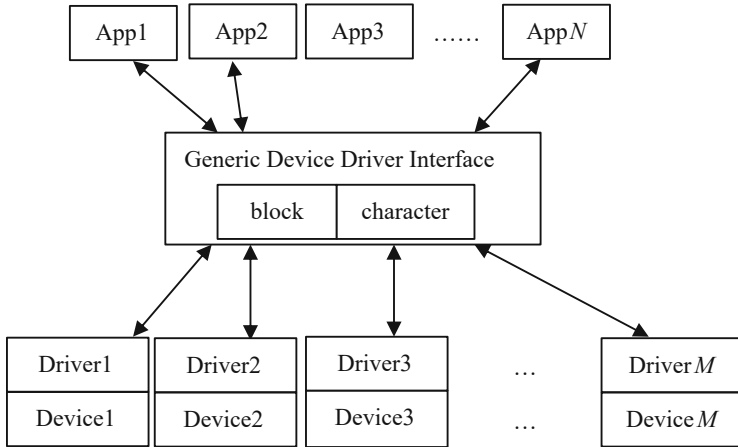 App1 App2 App3 ...... AppN
Generic Device Driver Interface
block character
Driver1 Driver2 Driver3 ... DriverM
Device1 Device2 Device3 ... DeviceM